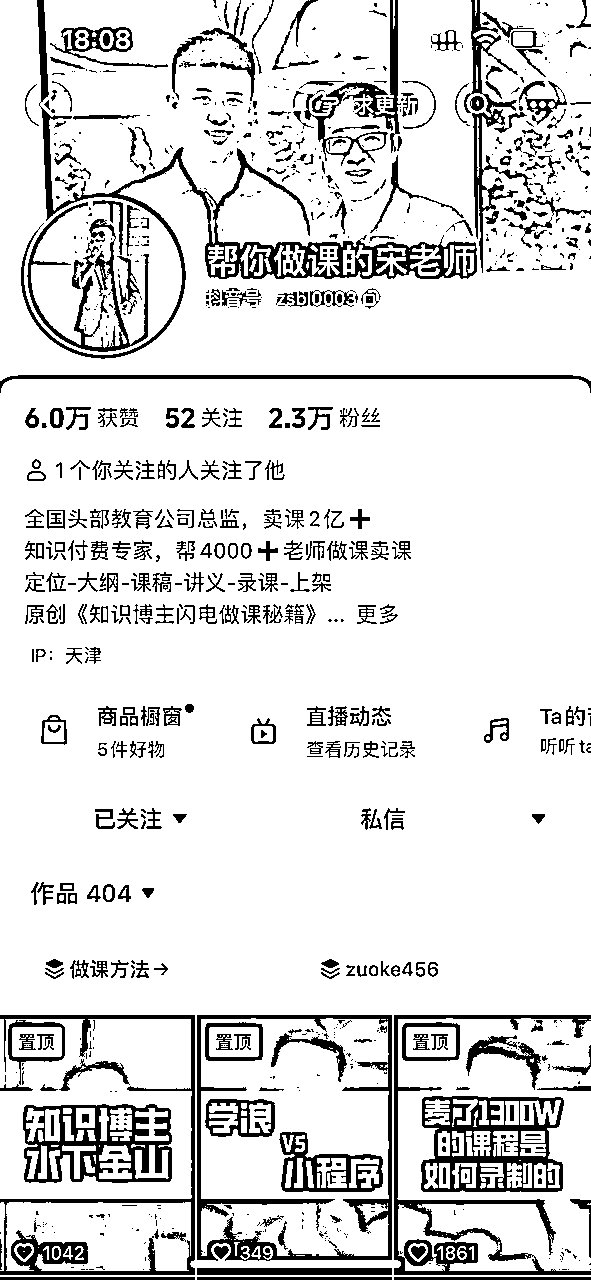 18:08
求更新
帮你做课的宋老师
抖音号 zsbl0003
6.0万 获赞 52 关注 2.3万 粉丝
1个你关注的人关注了他
全国头部教育公司总监，卖课2亿➕
知识付费专家，帮4000➕老师做课卖课
定位-大纲-课稿-讲义-录课-上架
原创《知识博主闪电做课秘籍》... 更多
IP：天津
商品橱窗 直播动态 Ta的
5件好物 查看历史记录 听听ta
已关注 私信
作品 404
做课方法→ zuoke456
置顶 置顶 置顶
知识博主
水下金山
学浪
VS
小程序
卖了1300W
的课程是
如何录制的
1042 349 1861